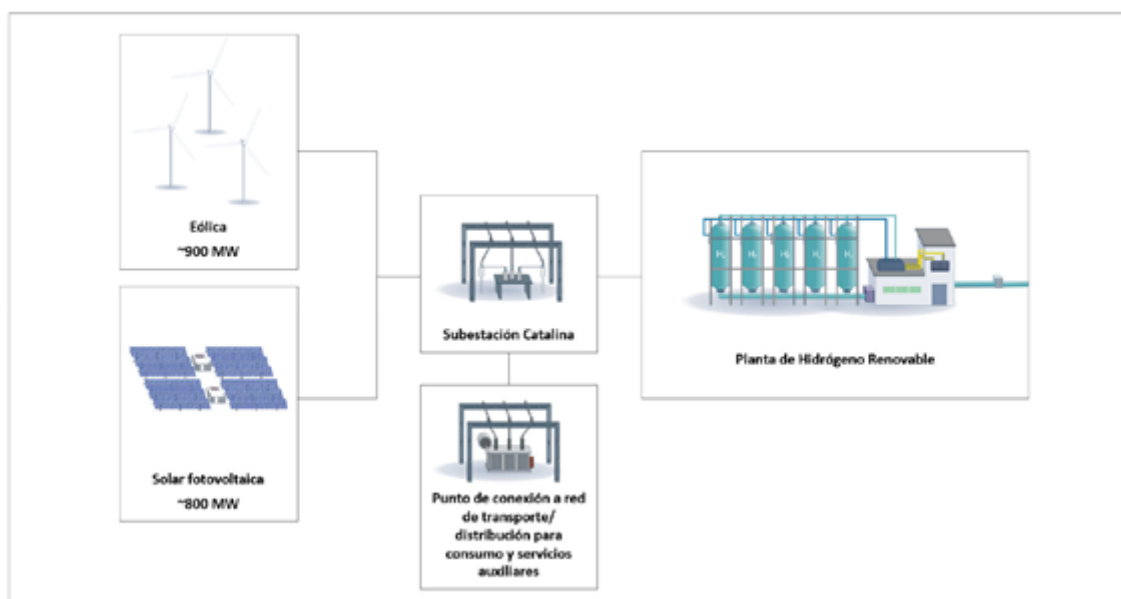 Eólica
~900 MW
Solar fotovoltaica
~800 MW
Subestación Catalina
Punto de conexión a red
de transporte/
distribución para
consumo y servicios
auxiliares
Planta de Hidrógeno Renovable